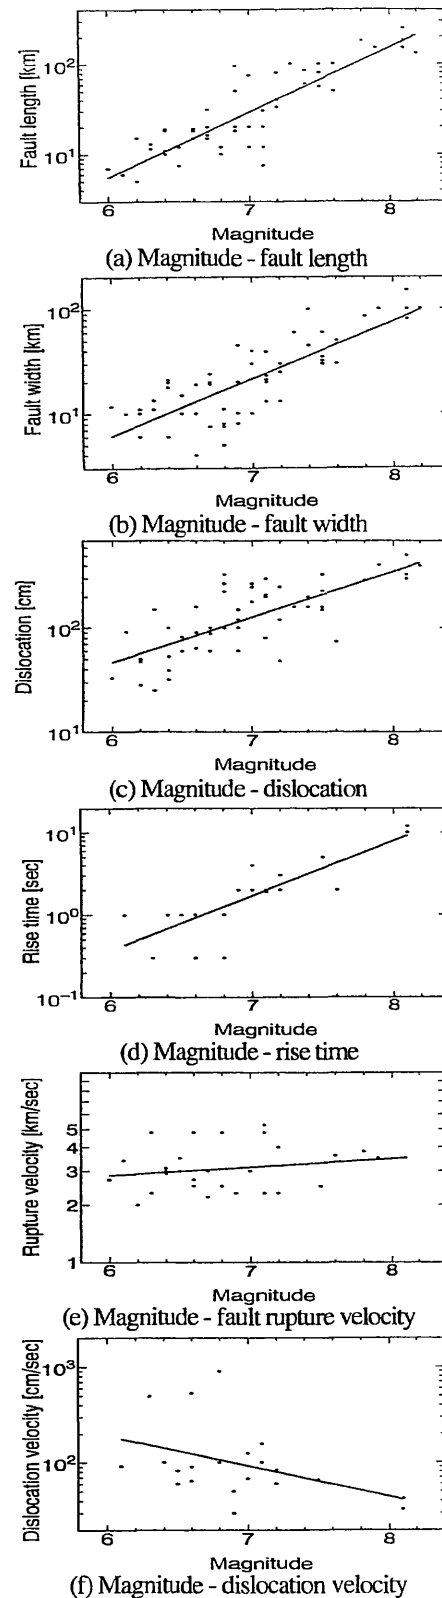 Fault length [km]
10²
10¹
6 7 8
Magnitude
(a) Magnitude - fault length
Fault width [km]
10²
10¹
6 7 8
Magnitude
(b) Magnitude - fault width
Dislocation [cm]
10²
10¹
6 7 8
Magnitude
(c) Magnitude - dislocation
Rise time [sec]
10¹
10⁰
10⁻¹
6 7 8
Magnitude
(d) Magnitude - rise time
Rupture velocity [km/sec]
5
4
3
2
1
6 7 8
Magnitude
(e) Magnitude - fault rupture velocity
Dislocation velocity [cm/sec]
10³
10²
6 7 8
Magnitude
(f) Magnitude - dislocation velocity